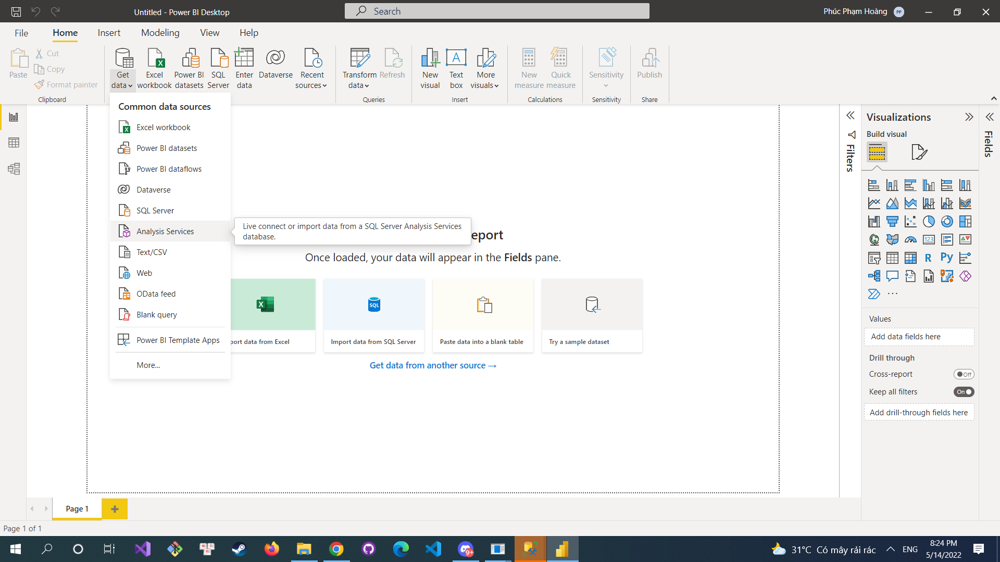 Untitled - Power BI Desktop
Search
Phúc Phạm Hoàng
PP
File
Home
Insert
Modeling
View
Help
Paste
Cut
Copy
Format painter
Clipboard
Get data
Excel workbook
Power BI datasets
SQL Server
Enter data
Dataverse
Recent sources
Transform data
Refresh
Queries
New visual
Text box
More visuals
Insert
New measure
Quick measure
Calculations
Sensitivity
Sensitivity
Publish
Share
Common data sources
Excel workbook
Power BI datasets
Power BI dataflows
Dataverse
SQL Server
Analysis Services
Text/CSV
Web
OData feed
Blank query
Power BI Template Apps
More...
Live connect or import data from a SQL Server Analysis Services
database.
eport
Once loaded, your data will appear in the Fields pane.
SQL
port data from Excel
Import data from SQL Server
Paste data into a blank table
Try a sample dataset
Get data from another source →
Filters
Visualizations
Build visual
123
R
Py
...
Values
Add data fields here
Drill through
Cross-report
Off
Keep all filters
On
Add drill-through fields here
Fields
Page 1
Page 1 of 1
9+
31°C Có mây rải rác
ENG
8:24 PM
5/14/2022